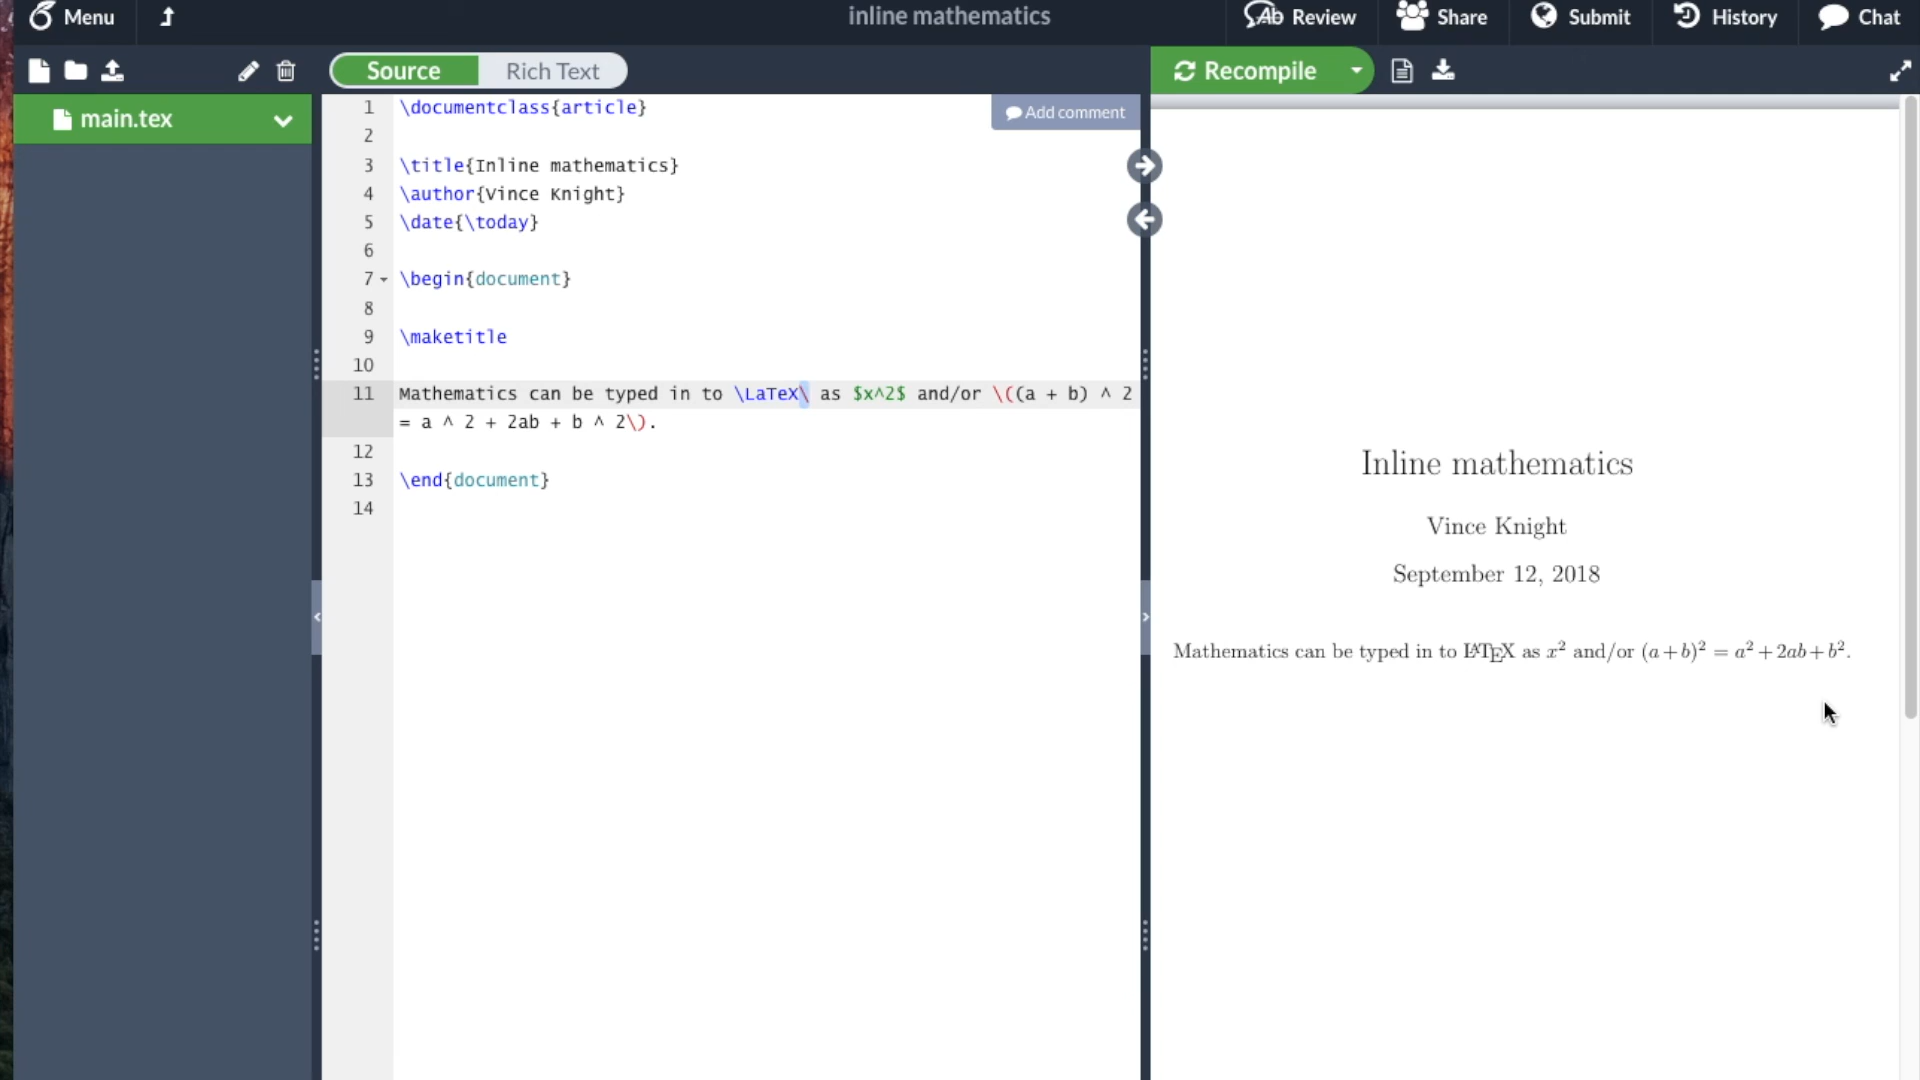 Menu
inline mathematics
Review
Share
Submit
History
Chat
Source
Rich Text
Recompile
main.tex
Add comment
1 \documentclass{article}
2
3 \title{Inline mathematics}
4 \author{Vince Knight}
5 \date{\today}
6
7 \begin{document}
8
9 \maketitle
10
11 Mathematics can be typed in to \LaTeX\ as $x^2$ and/or \((a + b) ^ 2
= a ^ 2 + 2ab + b ^ 2\).
12
13 \end{document}
14
Inline mathematics
Vince Knight
September 12, 2018
Mathematics can be typed in to LATEX as x² and/or (a+b)² = a²+2ab+b².